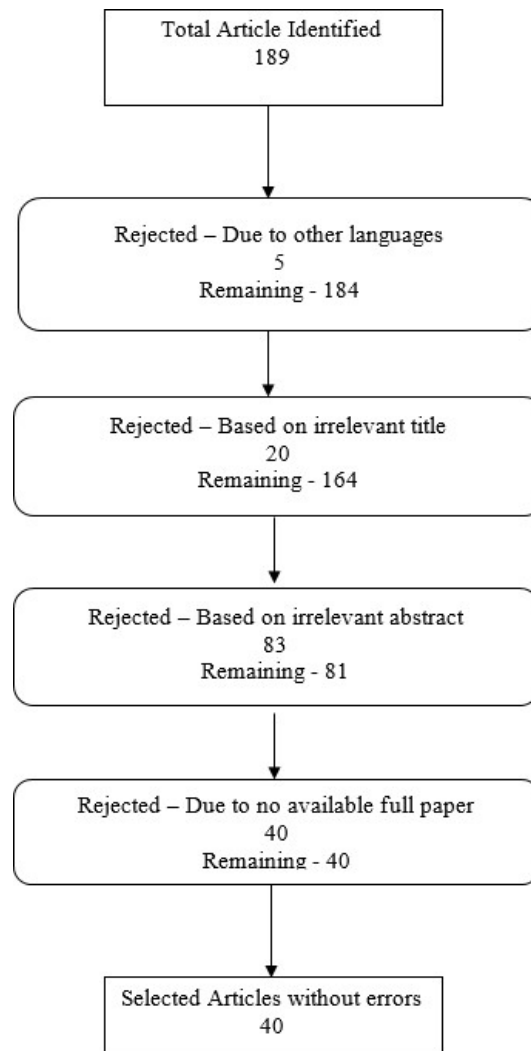 Total Article Identified
189
Rejected – Due to other languages
5
Remaining - 184
Rejected – Based on irrelevant title
20
Remaining - 164
Rejected – Based on irrelevant abstract
83
Remaining - 81
Rejected – Due to no available full paper
40
Remaining - 40
Selected Articles without errors
40